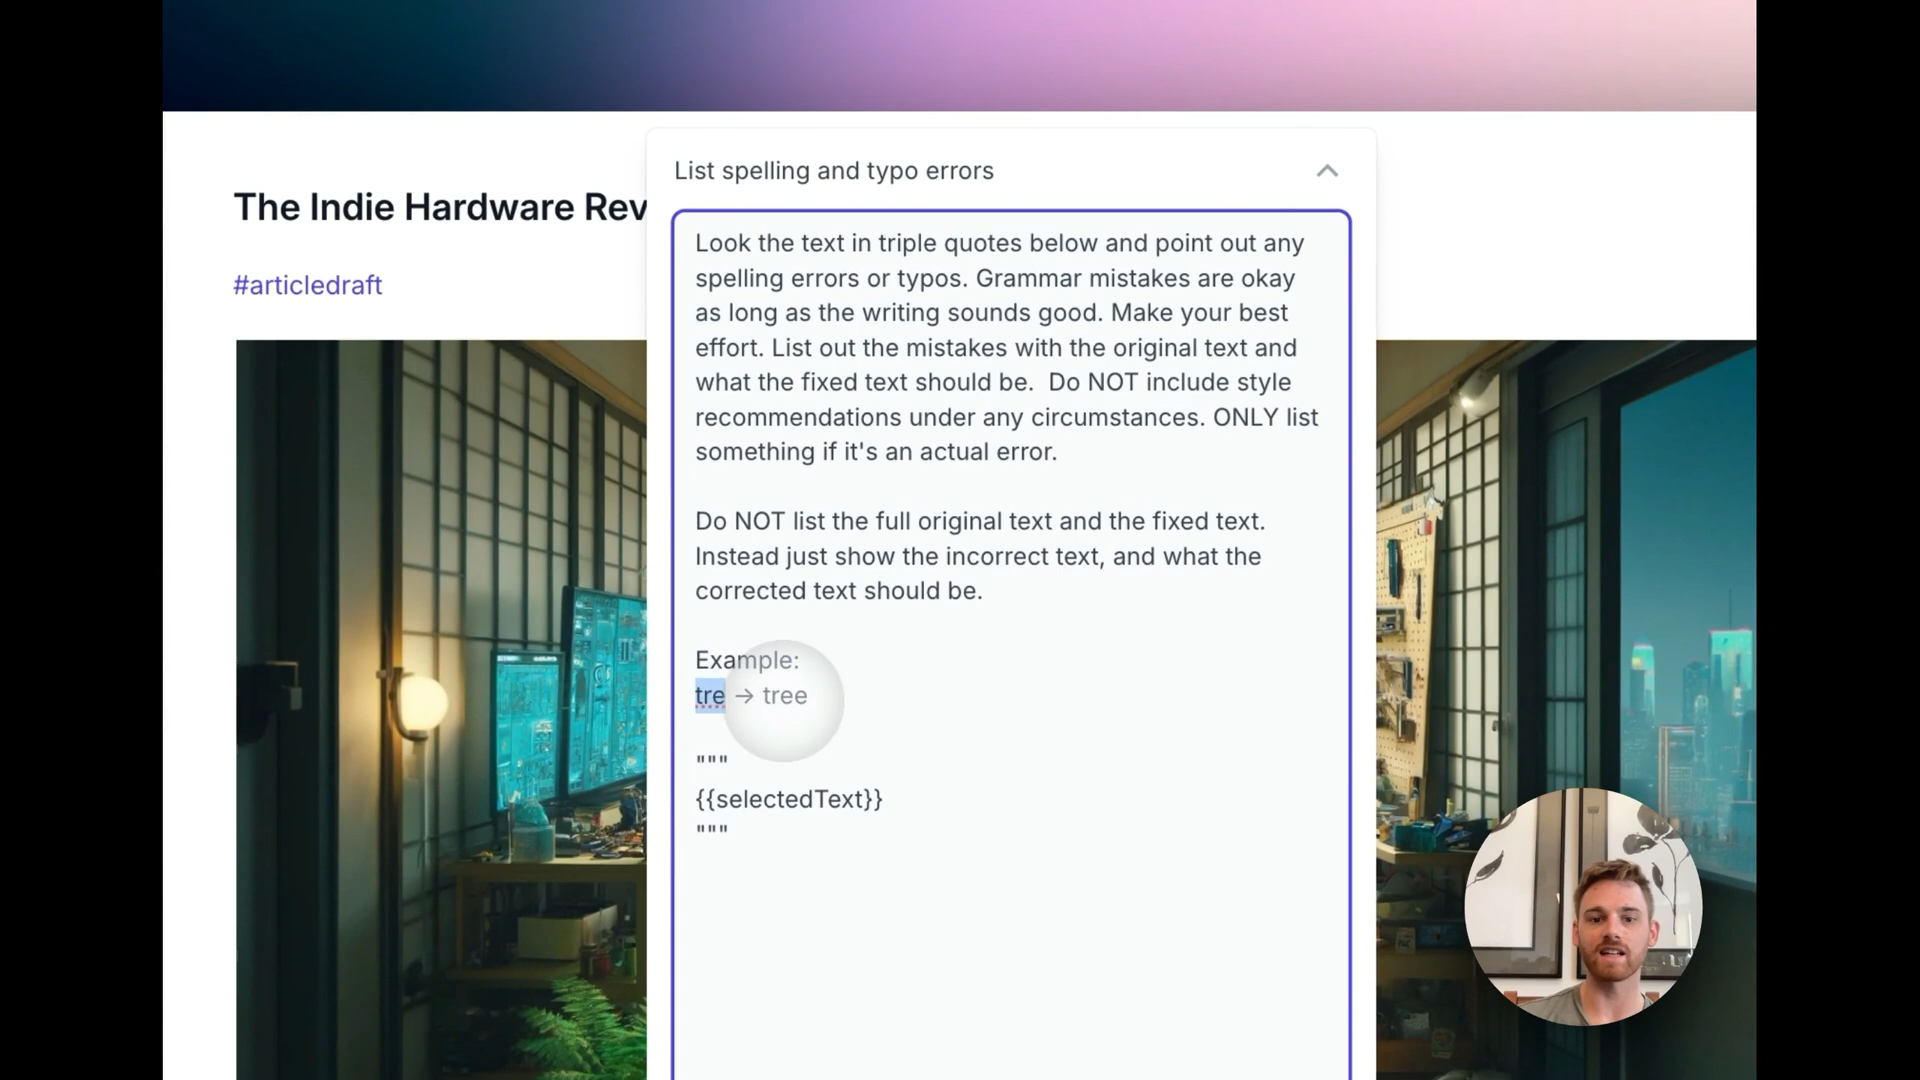 List spelling and typo errors
The Indie Hardware Rev
#articledraft
Look the text in triple quotes below and point out any
spelling errors or typos. Grammar mistakes are okay
as long as the writing sounds good. Make your best
effort. List out the mistakes with the original text and
what the fixed text should be.  Do NOT include style
recommendations under any circumstances. ONLY list
something if it's an actual error.
Do NOT list the full original text and the fixed text.
Instead just show the incorrect text, and what the
corrected text should be.
Example:
tre → tree
"""
{{selectedText}}
"""